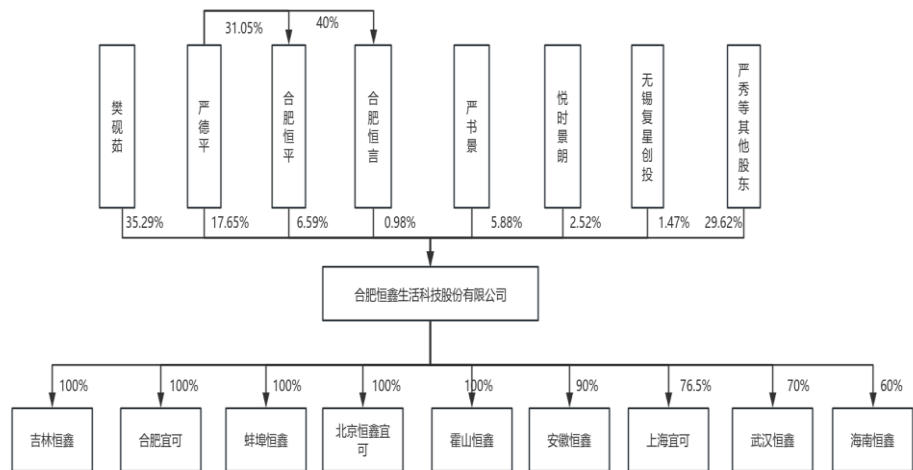 31.05%
40%
樊砚茹
严德平
合肥恒平
合肥恒言
严书景
悦时景朗
无锡复星创投
严秀等其他股东
35.29%
17.65%
6.59%
0.98%
5.88%
2.52%
1.47%
29.62%
合肥恒鑫生活科技股份有限公司
100%
100%
100%
100%
100%
90%
76.5%
70%
60%
吉林恒鑫
合肥宜可
蚌埠恒鑫
北京恒鑫宜
可
霍山恒鑫
安徽恒鑫
上海宜可
武汉恒鑫
海南恒鑫